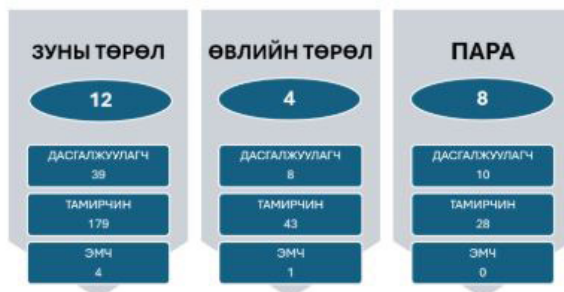 ЗУНЫ ТӨРӨЛ
12
ДАСГАЛЖУУЛАГЧ
39
ТАМИРЧИН
179
ЭМЧ
4
ӨВЛИЙН ТӨРӨЛ
4
ДАСГАЛЖУУЛАГЧ
8
ТАМИРЧИН
43
ЭМЧ
1
ПАРА
8
ДАСГАЛЖУУЛАГЧ
10
ТАМИРЧИН
28
ЭМЧ
0